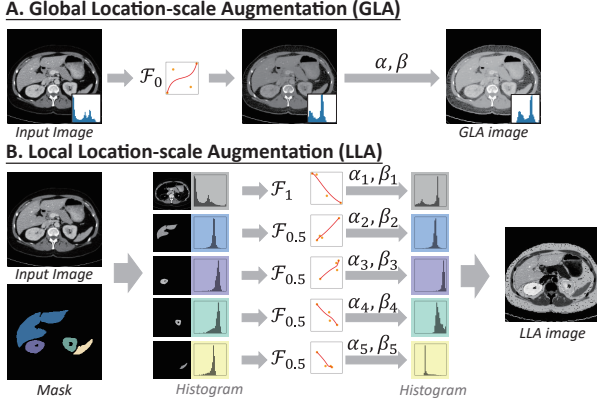 A. Global Location-scale Augmentation (GLA)
ℱ₀
α, β
Input Image
GLA image
B. Local Location-scale Augmentation (LLA)
ℱ₁
α₁, β₁
ℱ₀.₅
α₂, β₂
Input Image
ℱ₀.₅
α₃, β₃
ℱ₀.₅
α₄, β₄
LLA image
ℱ₀.₅
α₅, β₅
Mask
Histogram
Histogram